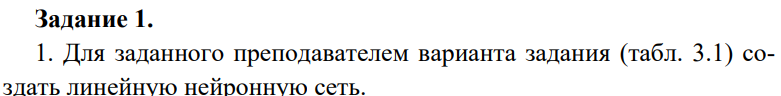 Задание 1.
1. Для заданного преподавателем варианта задания (табл. 3.1) со-
здать линейную нейронную сеть.